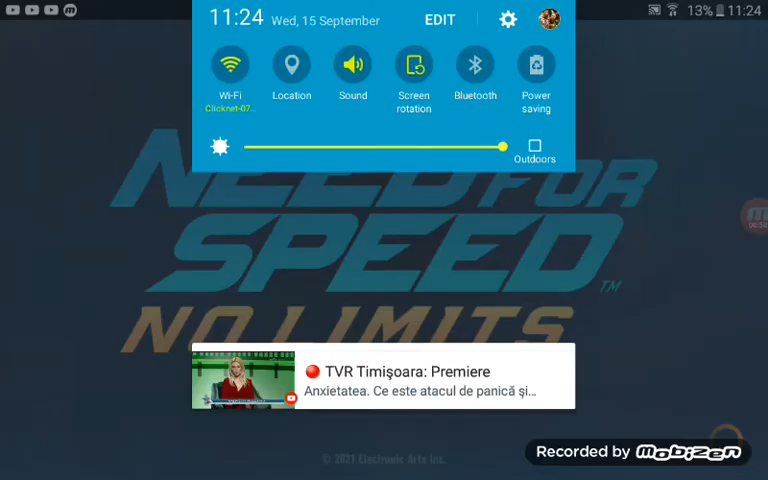 11:24 Wed, 15 September EDIT
13% 11:24
Wi-Fi Location Sound Screen rotation Bluetooth Power saving
Clicknet-07..
Outdoors
NEED FOR
SPEED™
NO LIMITS
TVR Timişoara: Premiere
Anxietatea. Ce este atacul de panică şi...
© 2021 Electronic Arts Inc.
Recorded by Mobizen